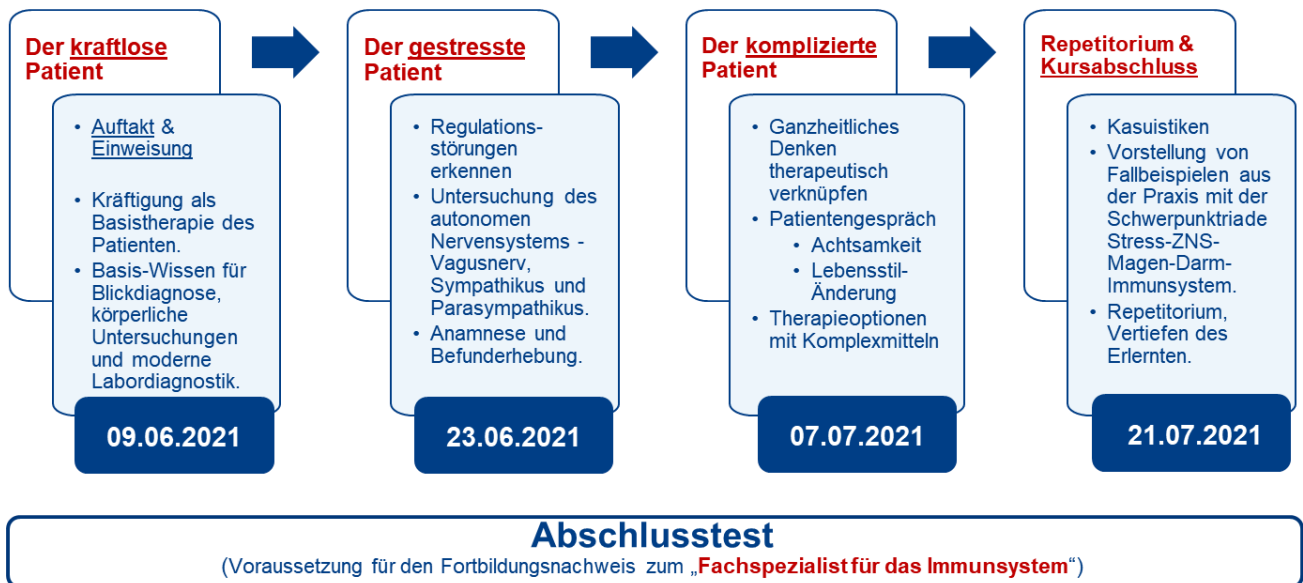 Der kraftlose
Patient
• Auftakt &
Einweisung
• Kräftigung als
Basistherapie des
Patienten.
• Basis-Wissen für
Blickdiagnose,
körperliche
Untersuchungen
und moderne
Labordiagnostik.
09.06.2021
Der gestresste
Patient
• Regulations-
störungen
erkennen
• Untersuchung des
autonomen
Nervensystems -
Vagusnerv,
Sympathikus und
Parasympathikus.
• Anamnese und
Befunderhebung.
23.06.2021
Der komplizierte
Patient
• Ganzheitliches
Denken
therapeutisch
verknüpfen
• Patientengespräch
• Achtsamkeit
• Lebensstil-
Änderung
• Therapieoptionen
mit Komplexmitteln
07.07.2021
Repetitorium &
Kursabschluss
• Kasuistiken
• Vorstellung von
Fallbeispielen aus
der Praxis mit der
Schwerpunktriade
Stress-ZNS-
Magen-Darm-
Immunsystem.
• Repetitorium,
Vertiefen des
Erlernten.
21.07.2021
Abschlusstest
(Voraussetzung für den Fortbildungsnachweis zum „Fachspezialist für das Immunsystem“)